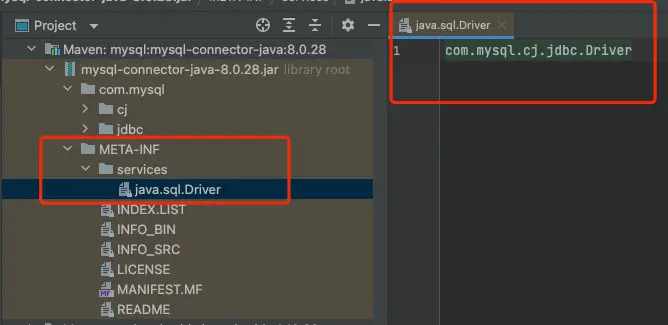 Project
java.sql.Driver
Maven: mysql:mysql-connector-java:8.0.28
1 com.mysql.cj.jdbc.Driver
mysql-connector-java-8.0.28.jar library root
com.mysql
cj
jdbc
META-INF
services
java.sql.Driver
INDEX.LIST
INFO_BIN
INFO_SRC
LICENSE
MANIFEST.MF
README